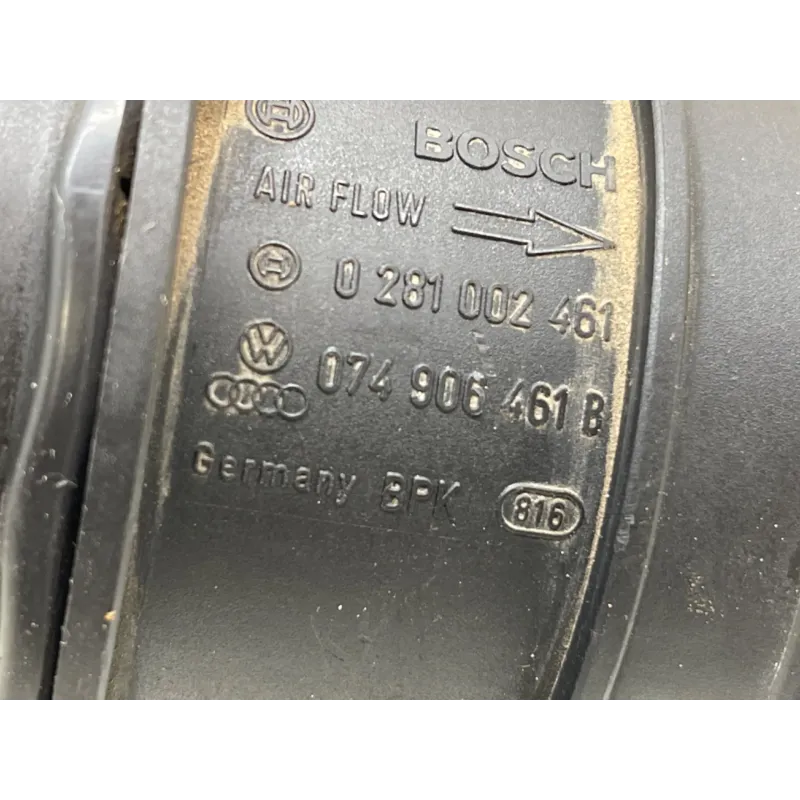 BOSCH
AIR FLOW
0 281 002 461
074 906 461 B
Germany BPK 816